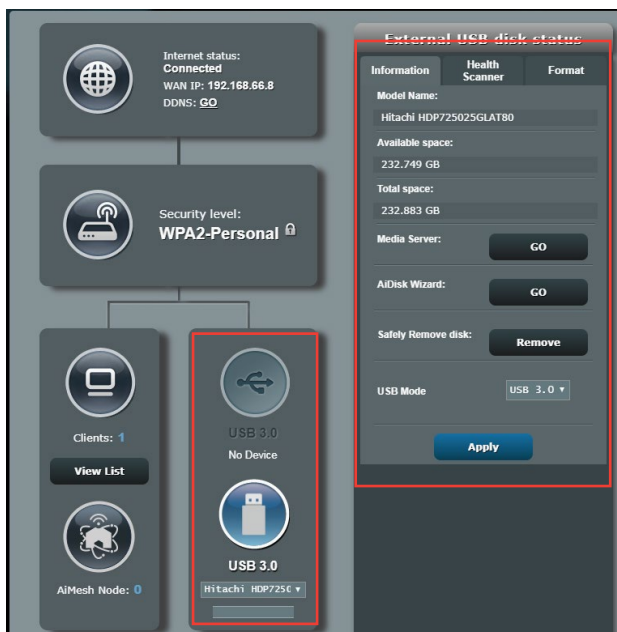 Internet status:
Connected
WAN IP: 192.168.66.8
DDNS: GO
Security level:
WPA2-Personal
Clients: 1
View List
AiMesh Node: 0
USB 3.0
No Device
USB 3.0
Hitachi HDP725C
External USB disk status
Information
Health
Scanner
Format
Model Name:
Hitachi HDP725025GLAT80
Available space:
232.749 GB
Total space:
232.883 GB
Media Server:
GO
AiDisk Wizard:
GO
Safely Remove disk:
Remove
USB Mode
USB 3.0
Apply